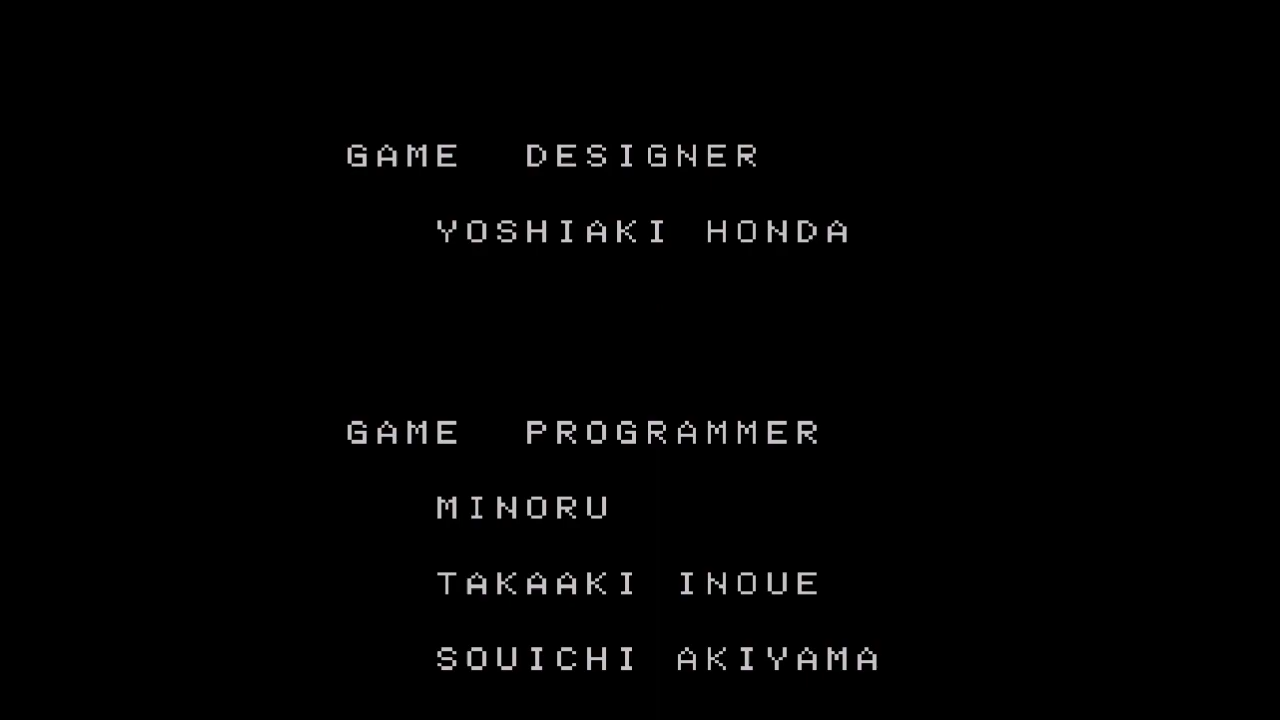 GAME DESIGNER
YOSHIAKI HONDA
GAME PROGRAMMER
MINORU
TAKAAKI INOUE
SOUICHI AKIYAMA